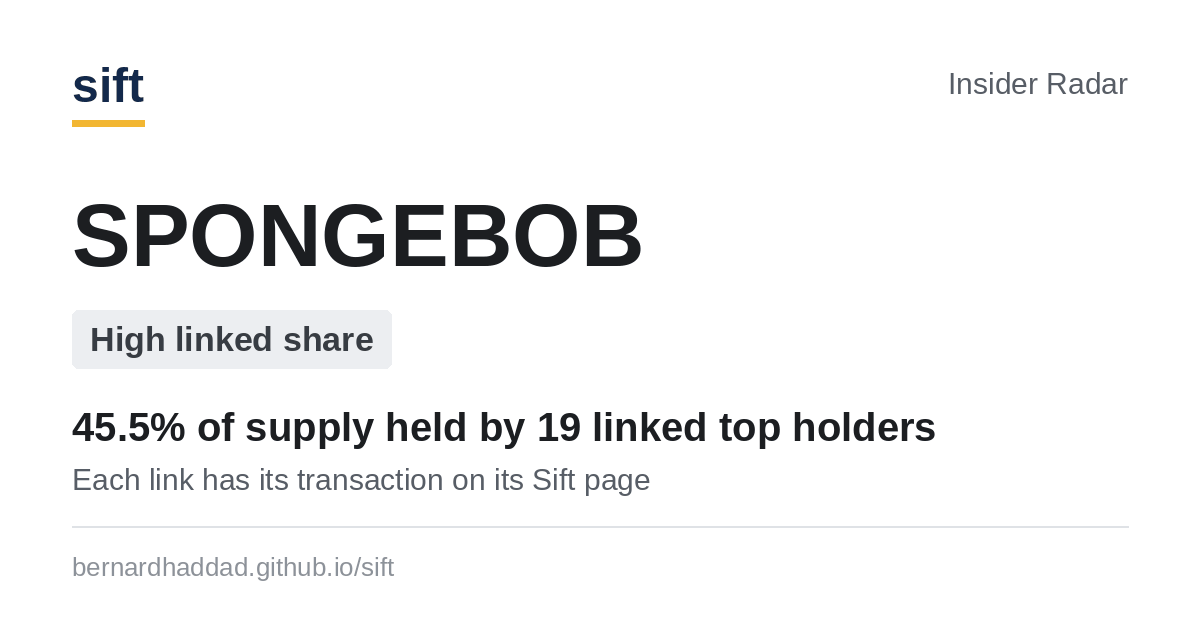 sift
Insider Radar
SPONGEBOB
High linked share
45.5% of supply held by 19 linked top holders
Each link has its transaction on its Sift page
bernardhaddad.github.io/sift